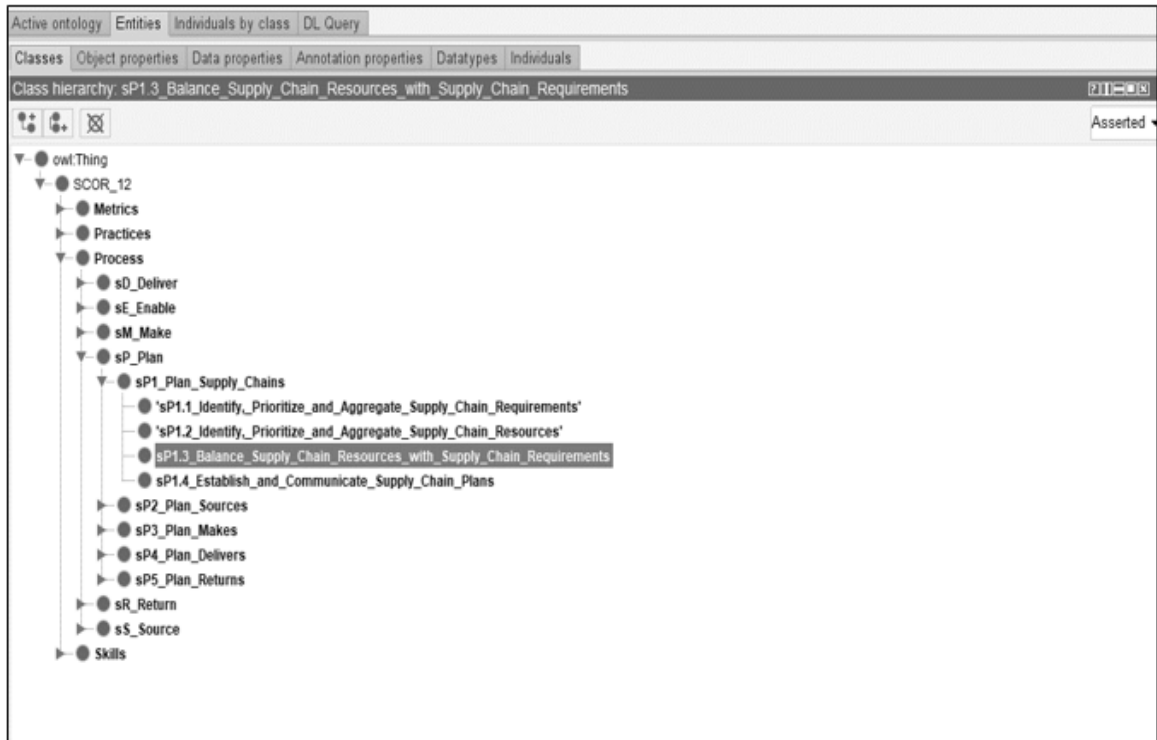 Active ontology Entities Individuals by class DL Query
Classes Object properties Data properties Annotation properties Datatypes Individuals
Class hierarchy: sP1.3_Balance_Supply_Chain_Resources_with_Supply_Chain_Requirements
Asserted
owl:Thing
SCOR_12
Metrics
Practices
Process
sD_Deliver
sE_Enable
sM_Make
sP_Plan
sP1_Plan_Supply_Chains
'sP1.1_Identify,_Prioritize_and_Aggregate_Supply_Chain_Requirements'
'sP1.2_Identify,_Prioritize_and_Aggregate_Supply_Chain_Resources'
sP1.3_Balance_Supply_Chain_Resources_with_Supply_Chain_Requirements
sP1.4_Establish_and_Communicate_Supply_Chain_Plans
sP2_Plan_Sources
sP3_Plan_Makes
sP4_Plan_Delivers
sP5_Plan_Returns
sR_Return
sS_Source
Skills